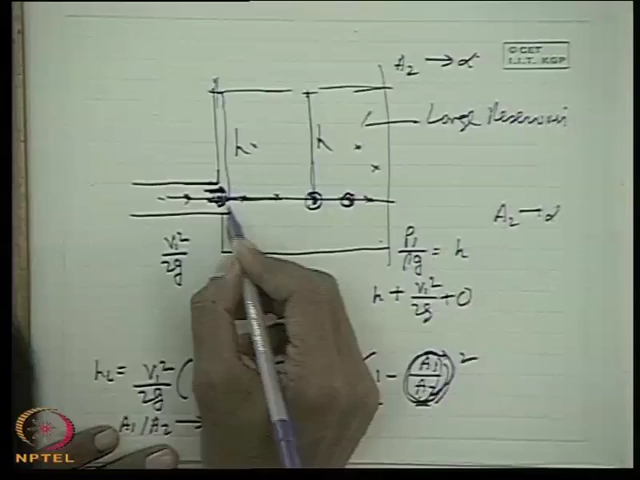 A₂ → α
© CET
I.I.T. KGP
h
h
Large Reservoir
A₂ → α
V₁²/2g
P₁/ρg = h
h + V₁²/2g + 0
h_L = V₁²/2g (
1 - (A₁/A₂)²
A₁/A₂ →
NPTEL